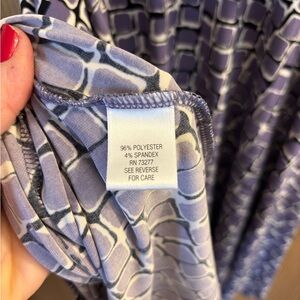 96% POLYESTER
4% SPANDEX
RN 73277
SEE REVERSE
FOR CARE